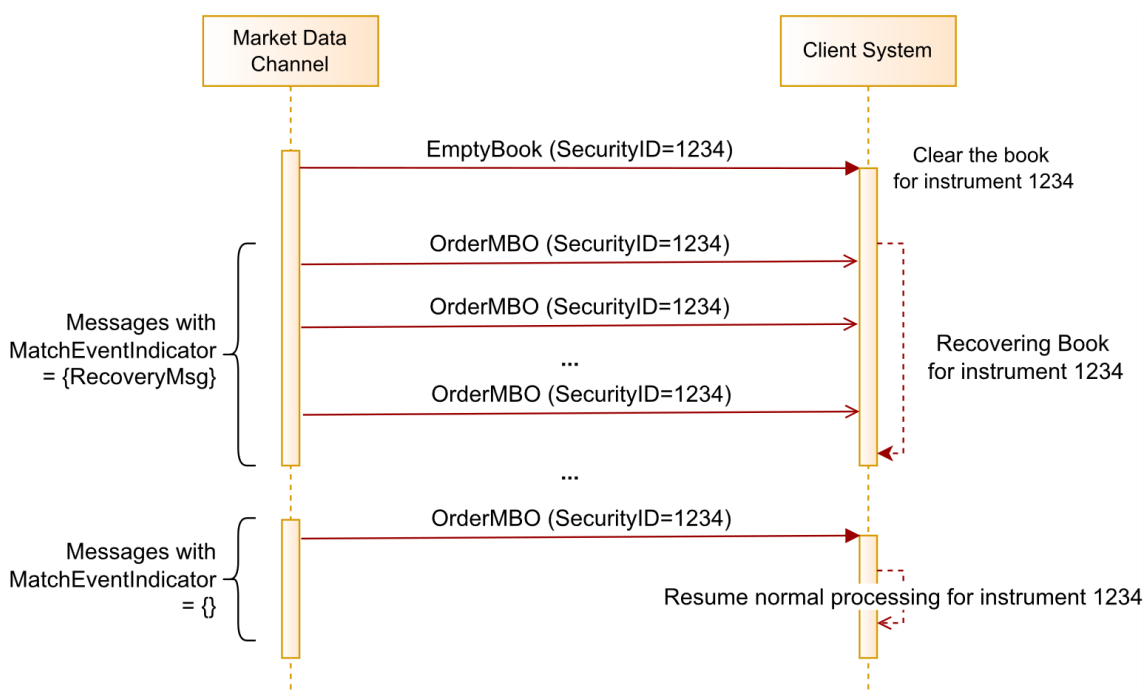 Market Data
Channel
Client System
EmptyBook (SecurityID=1234)
Clear the book
for instrument 1234
OrderMBO (SecurityID=1234)
OrderMBO (SecurityID=1234)
Messages with
MatchEventIndicator
= {RecoveryMsg}
...
Recovering Book
for instrument 1234
OrderMBO (SecurityID=1234)
...
OrderMBO (SecurityID=1234)
Messages with
MatchEventIndicator
= {}
Resume normal processing for instrument 1234